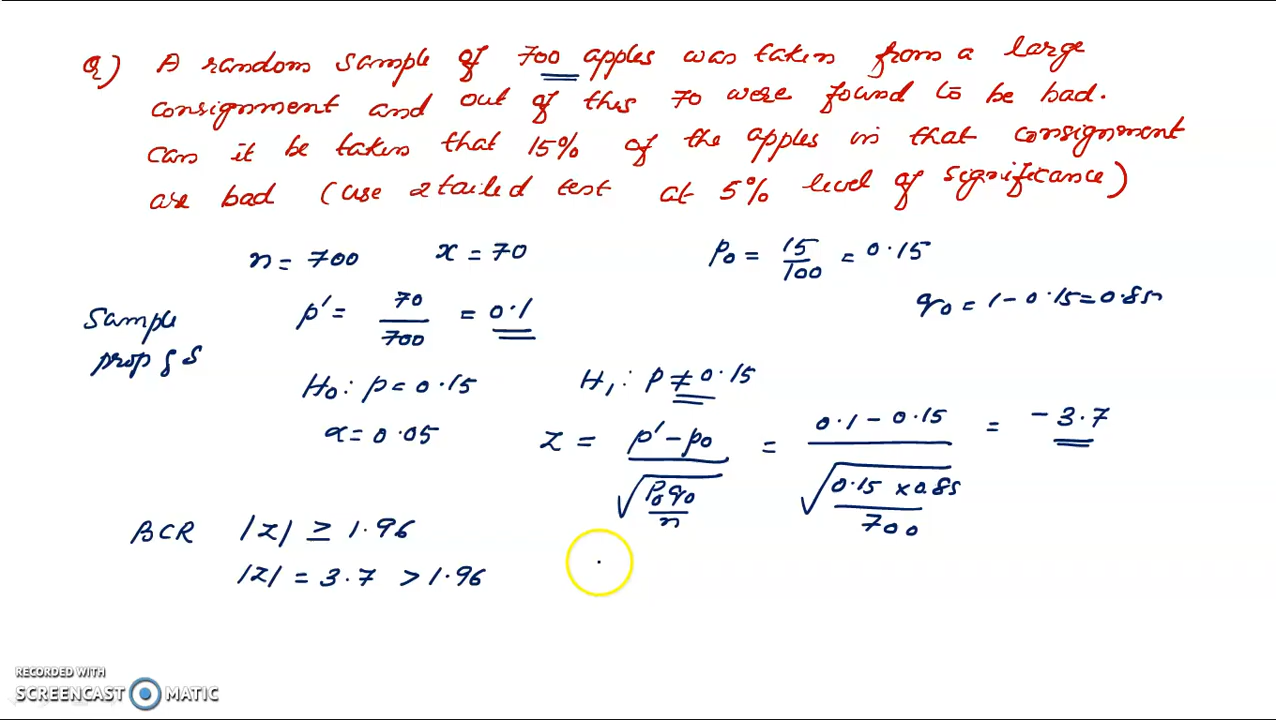 Q) A random sample of 700 apples was taken from a large
consignment and out of this 70 were found to be bad.
Can it be taken that 15% of the apples in that consignment
are bad (use 2 tailed test at 5% level of significance)
n = 700 x = 70 p₀ = 15/100 = 0.15
q₀ = 1 - 0.15 = 0.85
Sample prop of S p' = 70/700 = 0.1
H₀: p = 0.15 H₁: p ≠ 0.15
α = 0.05 z = (p' - p₀)/√(p₀q₀/n) = (0.1 - 0.15)/√((0.15 × 0.85)/700) = -3.7
BCR |z| ≥ 1.96
|z| = 3.7 > 1.96
RECORDED WITH
SCREENCAST MATIC